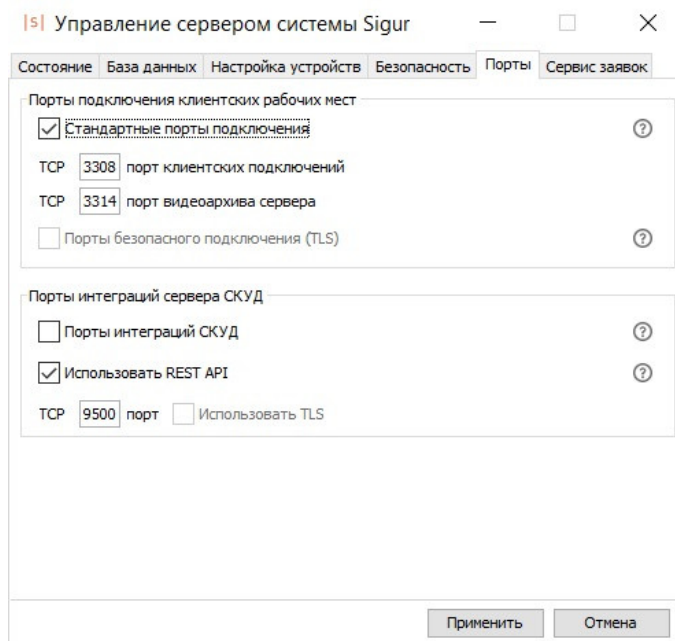 |s| Управление сервером системы Sigur
Состояние База данных Настройка устройств Безопасность Порты Сервис заявок
Порты подключения клиентских рабочих мест
Стандартные порты подключения ?
TCP 3308 порт клиентских подключений
TCP 3314 порт видеоархива сервера
Порты безопасного подключения (TLS) ?
Порты интеграций сервера СКУД
Порты интеграций СКУД ?
Использовать REST API ?
TCP 9500 порт Использовать TLS
Применить Отмена